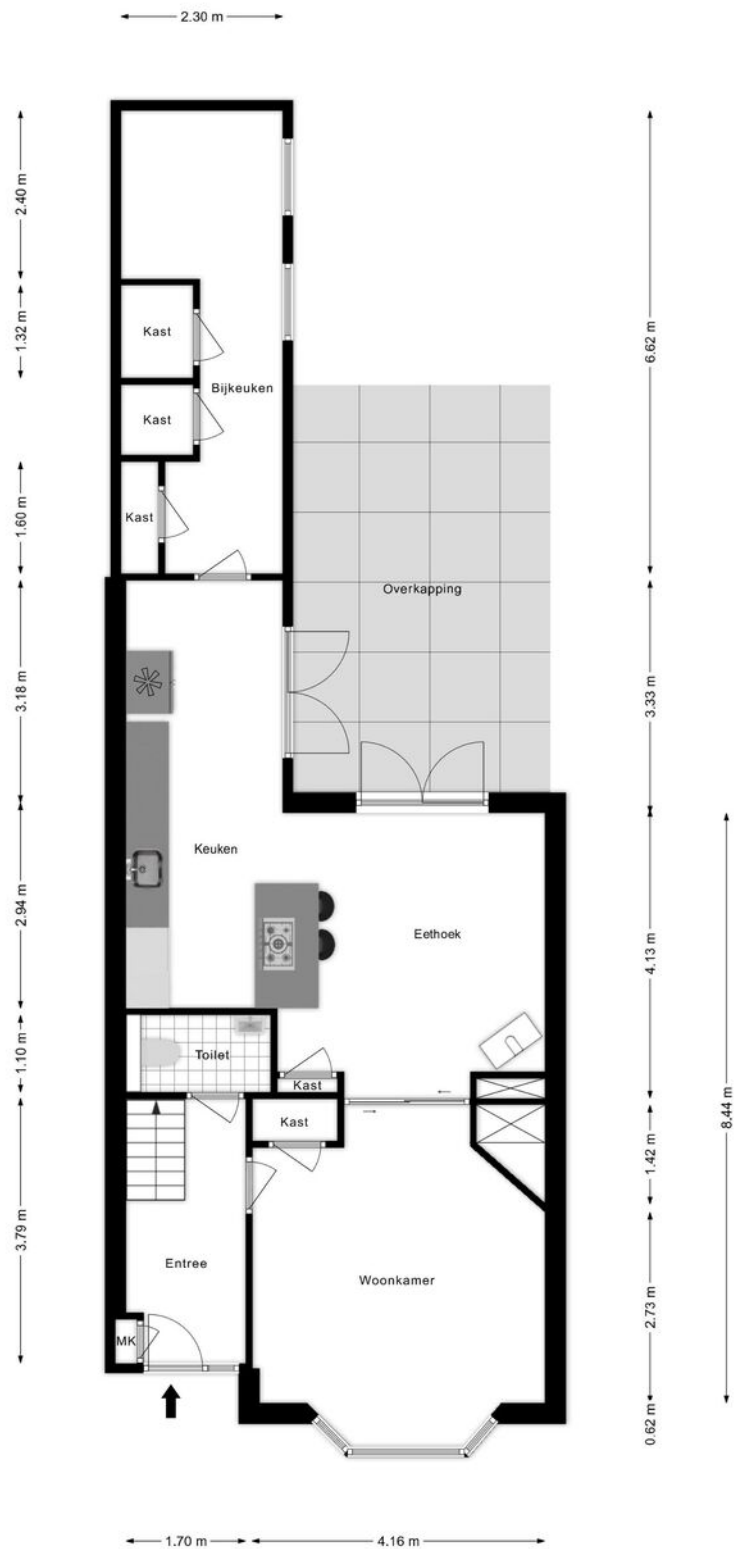 2.30 m
2.40 m
1.32 m
Kast
6.62 m
Bijkeuken
Kast
1.60 m
Kast
Overkapping
3.18 m
3.33 m
Keuken
2.94 m
Eethoek
4.13 m
1.10 m
Toilet
Kast
Kast
8.44 m
1.42 m
3.79 m
Entree
Woonkamer
2.73 m
MK
0.62 m
1.70 m
4.16 m